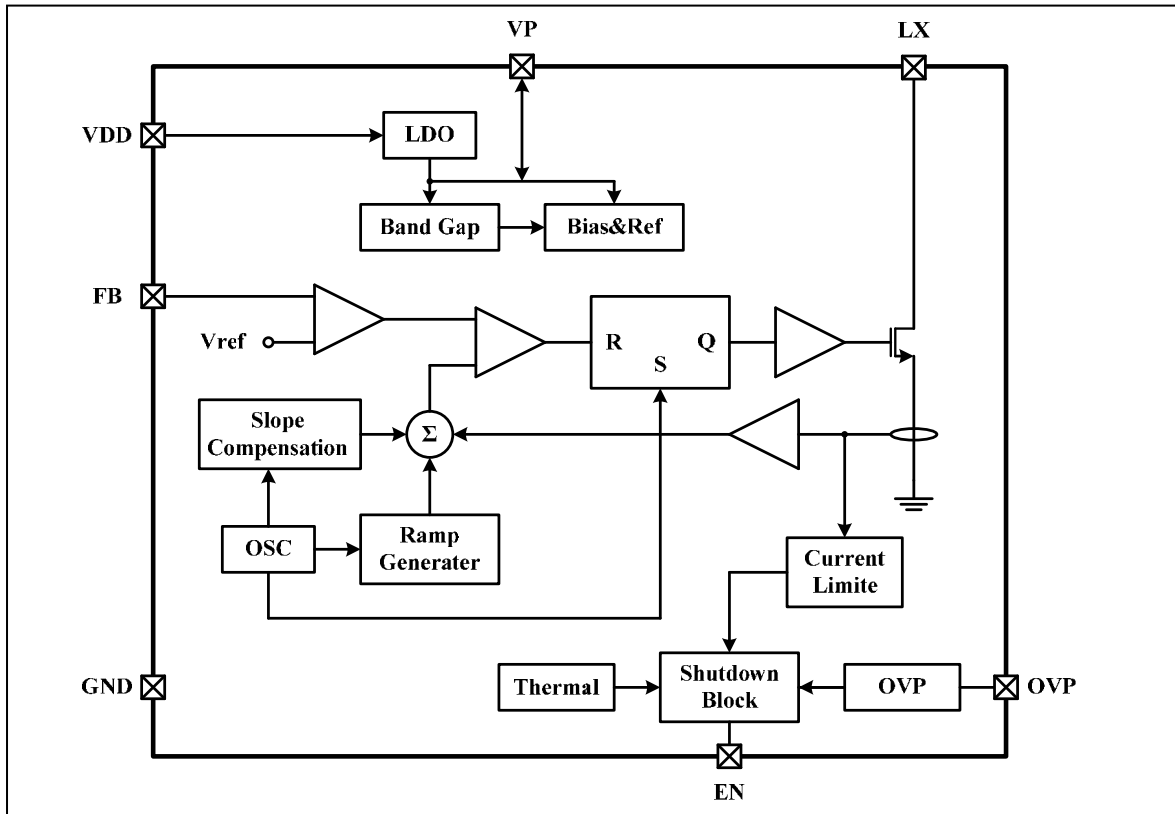 VP
LX
VDD
LDO
Band Gap
Bias&Ref
FB
Vref
R
Q
S
Slope
Compensation
Σ
OSC
Ramp
Generater
Current
Limite
GND
Thermal
Shutdown
Block
OVP
OVP
EN